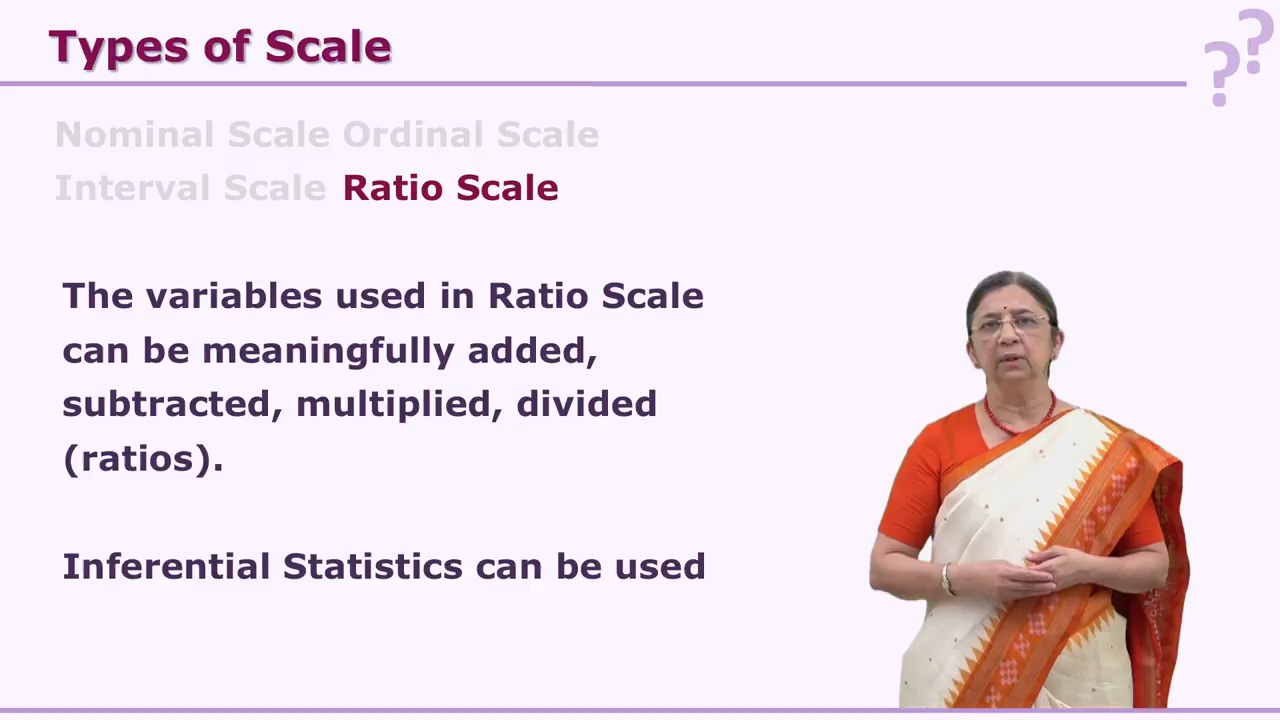 Types of Scale
??
Nominal Scale Ordinal Scale
Interval Scale Ratio Scale
The variables used in Ratio Scale
can be meaningfully added,
subtracted, multiplied, divided
(ratios).
Inferential Statistics can be used